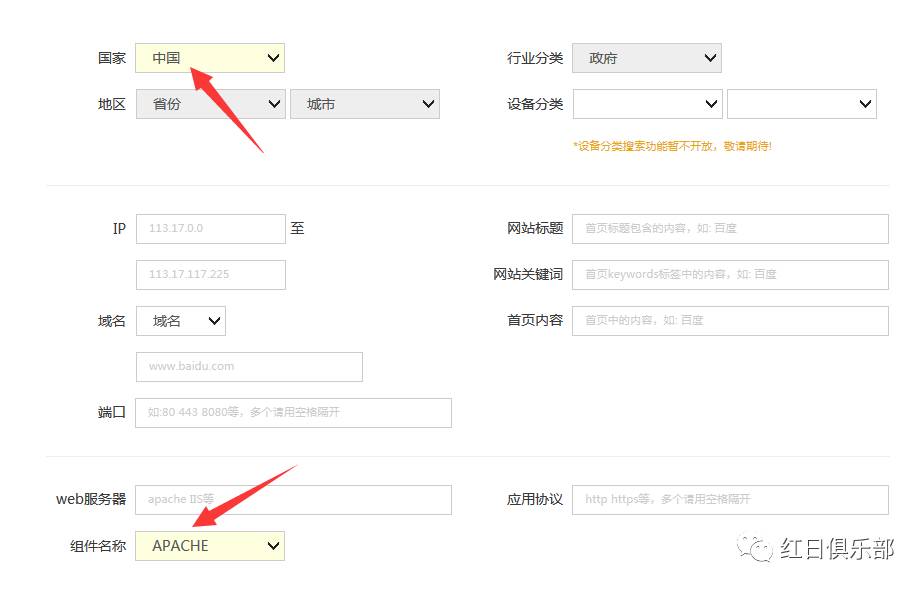 国家 中国 行业分类 政府
地区 省份 城市 设备分类
*设备分类搜索功能暂不开放，敬请期待!
IP 113.17.0.0 至 网站标题 首页标题包含的内容，如: 百度
113.17.117.225 网站关键词 首页keywords标签中的内容，如: 百度
域名 域名 首页内容 首页中的内容，如: 百度
www.baidu.com
端口 如:80 443 8080等，多个请用空格隔开
web服务器 apache IIS等 应用协议 http https等，多个请用空格隔开
组件名称 APACHE
红日俱乐部